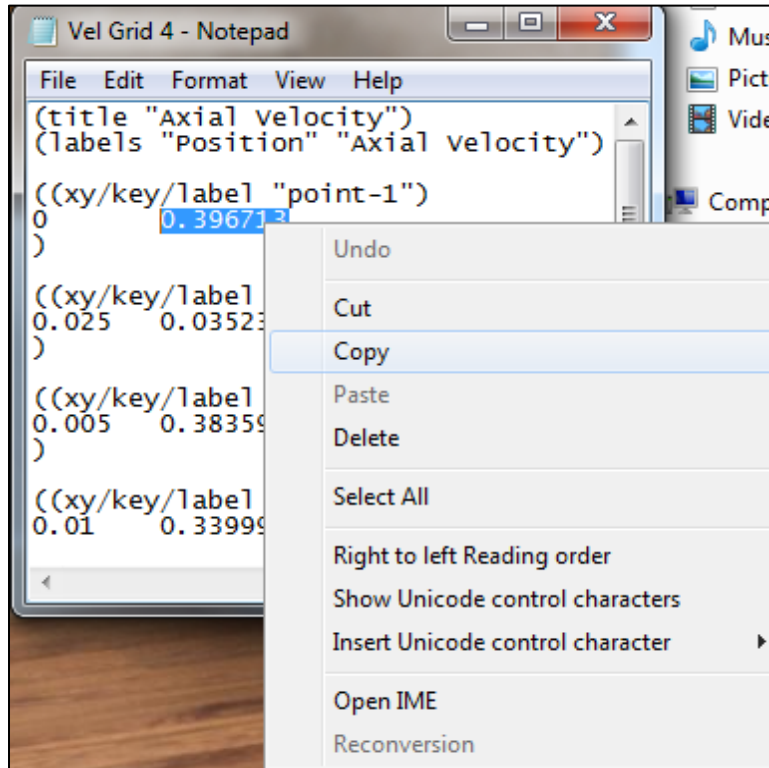 Vel Grid 4 - Notepad
File Edit Format View Help
(title "Axial Velocity")
(labels "Position" "Axial Velocity")
((xy/key/label "point-1")
0 0.396713
)
((xy/key/label
0.025 0.03523
)
((xy/key/label
0.005 0.38359
)
((xy/key/label
0.01 0.33999
Undo
Cut
Copy
Paste
Delete
Select All
Right to left Reading order
Show Unicode control characters
Insert Unicode control character
Open IME
Reconversion
Mus
Pict
Vide
Comp